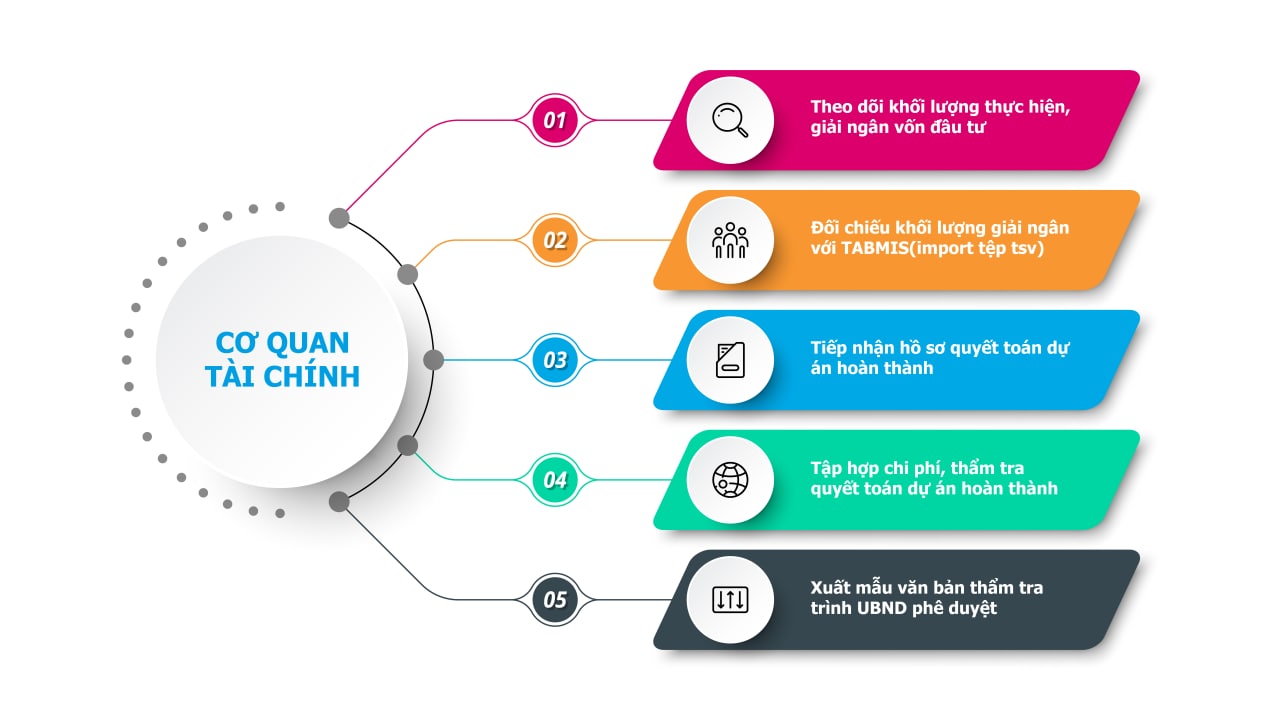 CƠ QUAN
TÀI CHÍNH
01
Theo dõi khối lượng thực hiện,
giải ngân vốn đầu tư
02
Đối chiếu khối lượng giải ngân
với TABMIS(import tệp tsv)
03
Tiếp nhận hồ sơ quyết toán dự
án hoàn thành
04
Tập hợp chi phí, thẩm tra
quyết toán dự án hoàn thành
05
Xuất mẫu văn bản thẩm tra
trình UBND phê duyệt